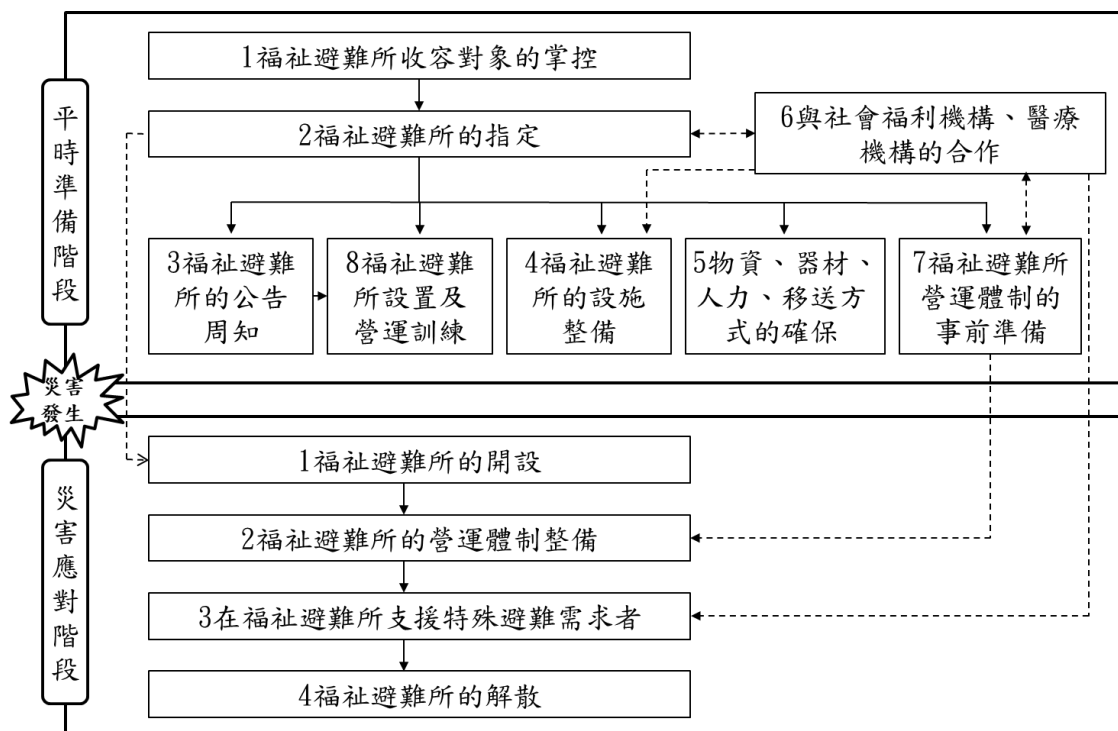 平時準備階段
1福祉避難所收容對象的掌控
2福祉避難所的指定
6與社會福利機構、醫療
機構的合作
3福祉避難
所的公告
周知
8福祉避難
所設置及
營運訓練
4福祉避難
所的設施
整備
5物資、器材、
人力、移送方
式的確保
7福祉避難所
營運體制的
事前準備
災害
發生
災害應對階段
1福祉避難所的開設
2福祉避難所的營運體制整備
3在福祉避難所支援特殊避難需求者
4福祉避難所的解散